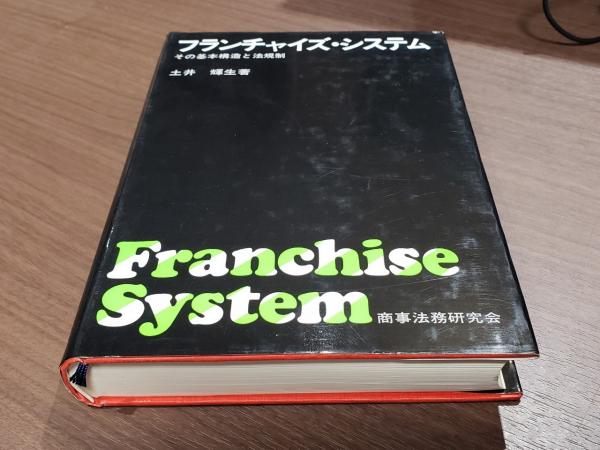 フランチャイズ・システム
その基本構造と法規制
土井 輝生著
Franchise
System
商事法務研究会